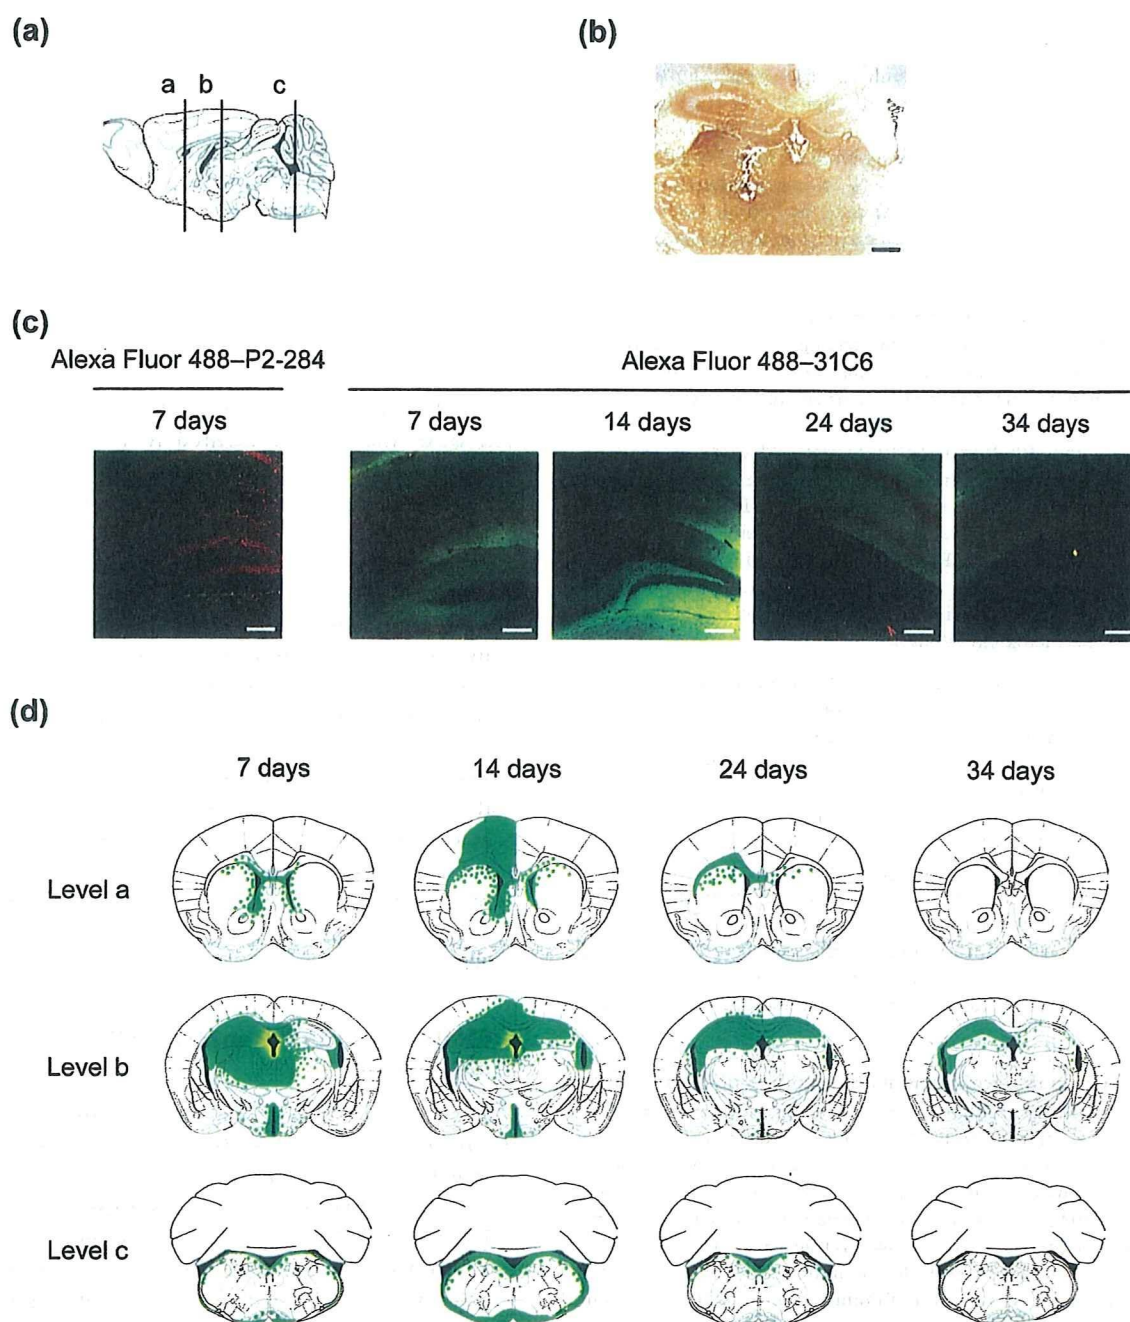 (a)
(b)
a b c
(c)
Alexa Fluor 488–P2-284
Alexa Fluor 488–31C6
7 days
7 days
14 days
24 days
34 days
(d)
7 days
14 days
24 days
34 days
Level a
Level b
Level c